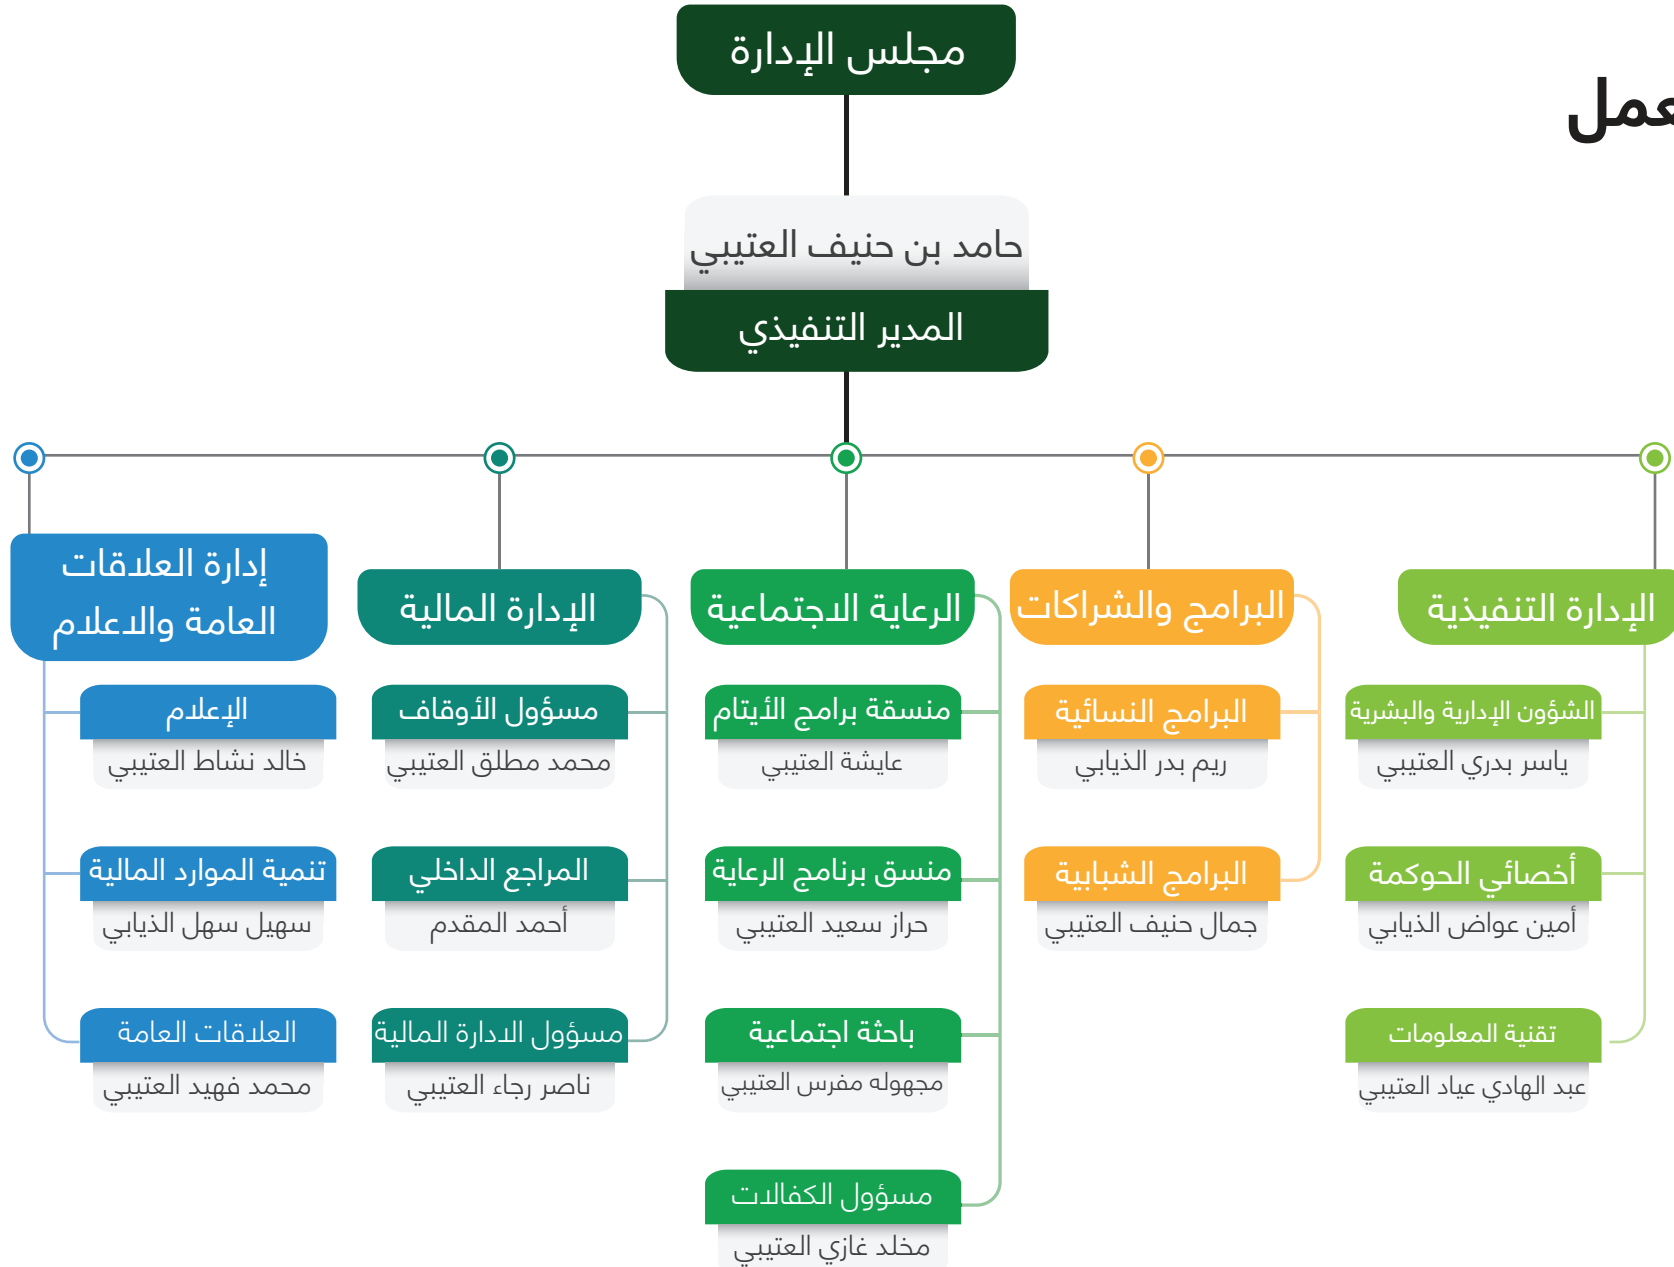 مجلس الإدارة
حامد بن حنيف العتيبي
المدير التنفيذي
الإدارة التنفيذية
الشؤون الإدارية والبشرية
ياسر بدري العتيبي
أخصائي الحوكمة
أمين عواض الذيابي
تقنية المعلومات
عبد الهادي عياد العتيبي
البرامج والشراكات
البرامج النسائية
ريم بدر الذيابي
البرامج الشبابية
جمال حنيف العتيبي
الرعاية الاجتماعية
منسقة برامج الأيتام
عايشة العتيبي
منسق برنامج الرعاية
حراز سعيد العتيبي
باحثة اجتماعية
مجهوله مفرس العتيبي
مسؤول الكفالات
مخلد غازي العتيبي
الإدارة المالية
مسؤول الأوقاف
محمد مطلق العتيبي
المراجع الداخلي
أحمد المقدم
مسؤول الادارة المالية
ناصر رجاء العتيبي
إدارة العلاقات
العامة والاعلام
الإعلام
خالد نشاط العتيبي
تنمية الموارد المالية
سهيل سهل الذيابي
العلاقات العامة
محمد فهيد العتيبي